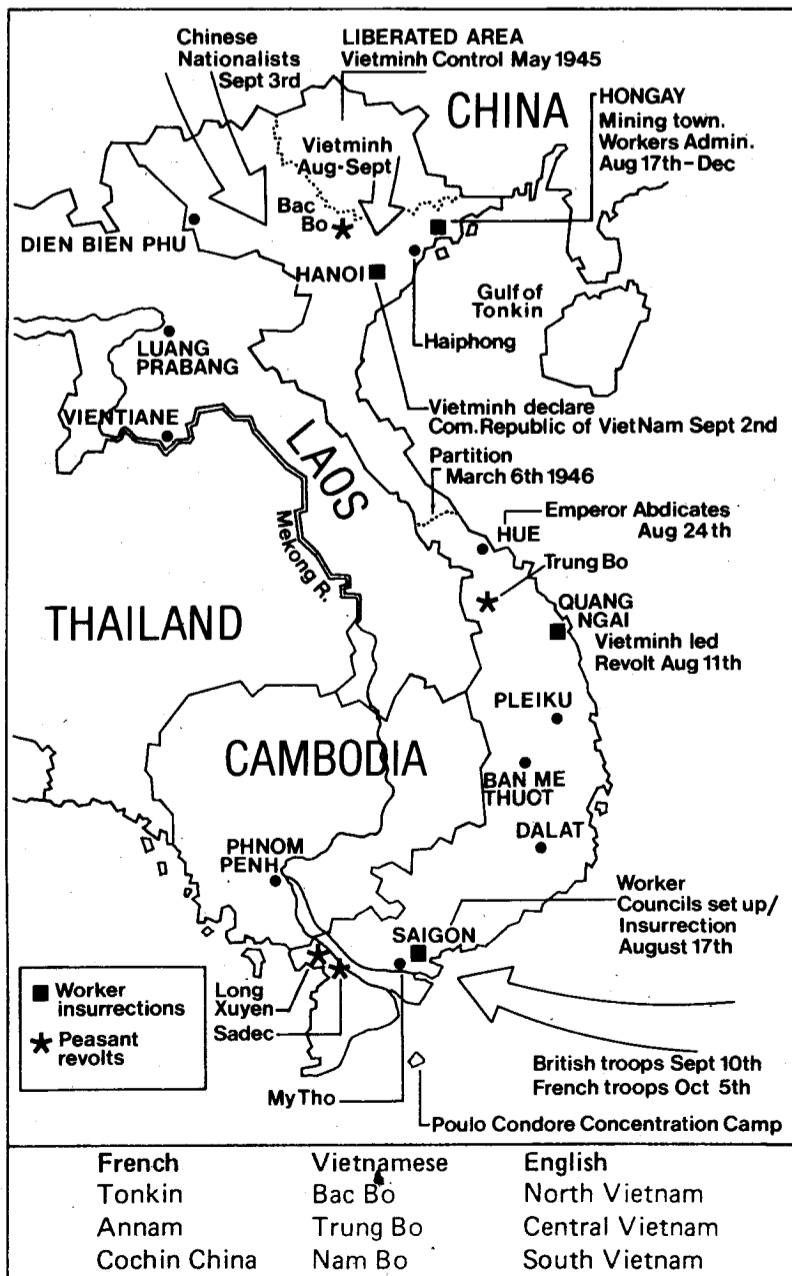 Chinese
Nationalists
Sept 3rd
LIBERATED AREA
Vietminh Control May 1945
CHINA
HONGAY
Mining town.
Workers Admin.
Aug 17th-Dec
Vietminh
Aug-Sept
Bac
Bo
DIEN BIEN PHU
HANOI
Gulf of
Tonkin
Haiphong
LUANG
PRABANG
VIENTIANE
Vietminh declare
Com. Republic of VietNam Sept 2nd
LAOS
Partition
March 6th 1946
Mekong R.
Emperor Abdicates
Aug 24th
HUE
Trung Bo
THAILAND
QUANG
NGAI
Vietminh led
Revolt Aug 11th
PLEIKU
CAMBODIA
BAN ME
THUOT
DALAT
PHNOM
PENH
Worker
Councils set up/
Insurrection
August 17th
SAIGON
■ Worker
insurrections
* Peasant
revolts
Long
Xuyen
Sadec
My Tho
British troops Sept 10th
French troops Oct 5th
Poulo Condore Concentration Camp
French Vietnamese English
Tonkin Bac Bo North Vietnam
Annam Trung Bo Central Vietnam
Cochin China Nam Bo South Vietnam